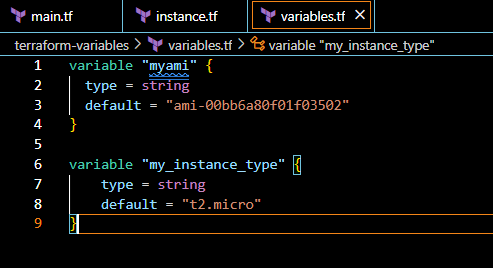 main.tf
instance.tf
variables.tf ×
terraform-variables > variables.tf > variable "my_instance_type"
1 variable "myami" {
2 type = string
3 default = "ami-00bb6a80f01f03502"
4 }
5
6 variable "my_instance_type" {
7 type = string
8 default = "t2.micro"
9 }